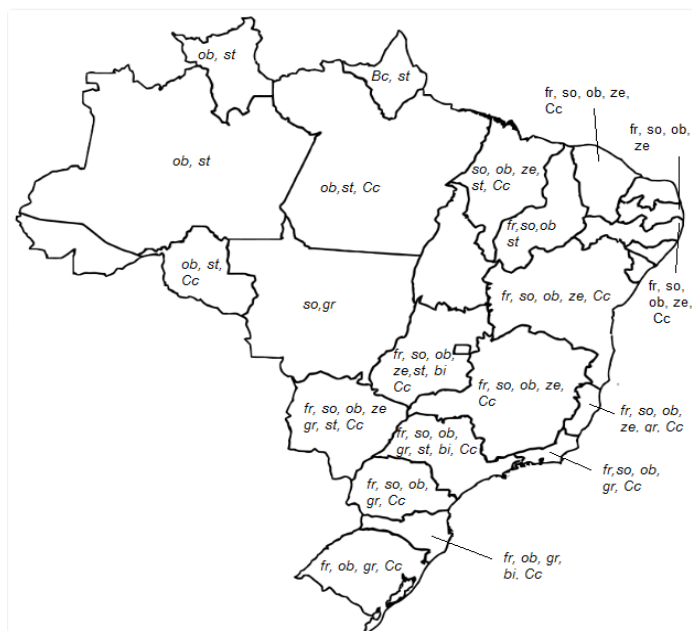 ob, st
Bc, st
fr, so, ob, ze,
Cc
fr, so, ob,
ze
ob, st
ob,st, Cc
so, ob, ze,
st, Cc
fr,so,ob
st
ob, st,
Cc
so,gr
fr, so, ob, ze, Cc
fr, so,
ob, ze,
Cc
fr, so, ob,
ze,st, bi
Cc
fr, so, ob, ze,
Cc
fr, so, ob, ze
gr, st, Cc
fr, so, ob,
gr, st, bi, Cc
fr, so, ob,
ze, gr, Cc
fr,so, ob,
gr, Cc
fr, so, ob,
gr, Cc
fr, ob, gr,
bi, Cc
fr, ob, gr, Cc